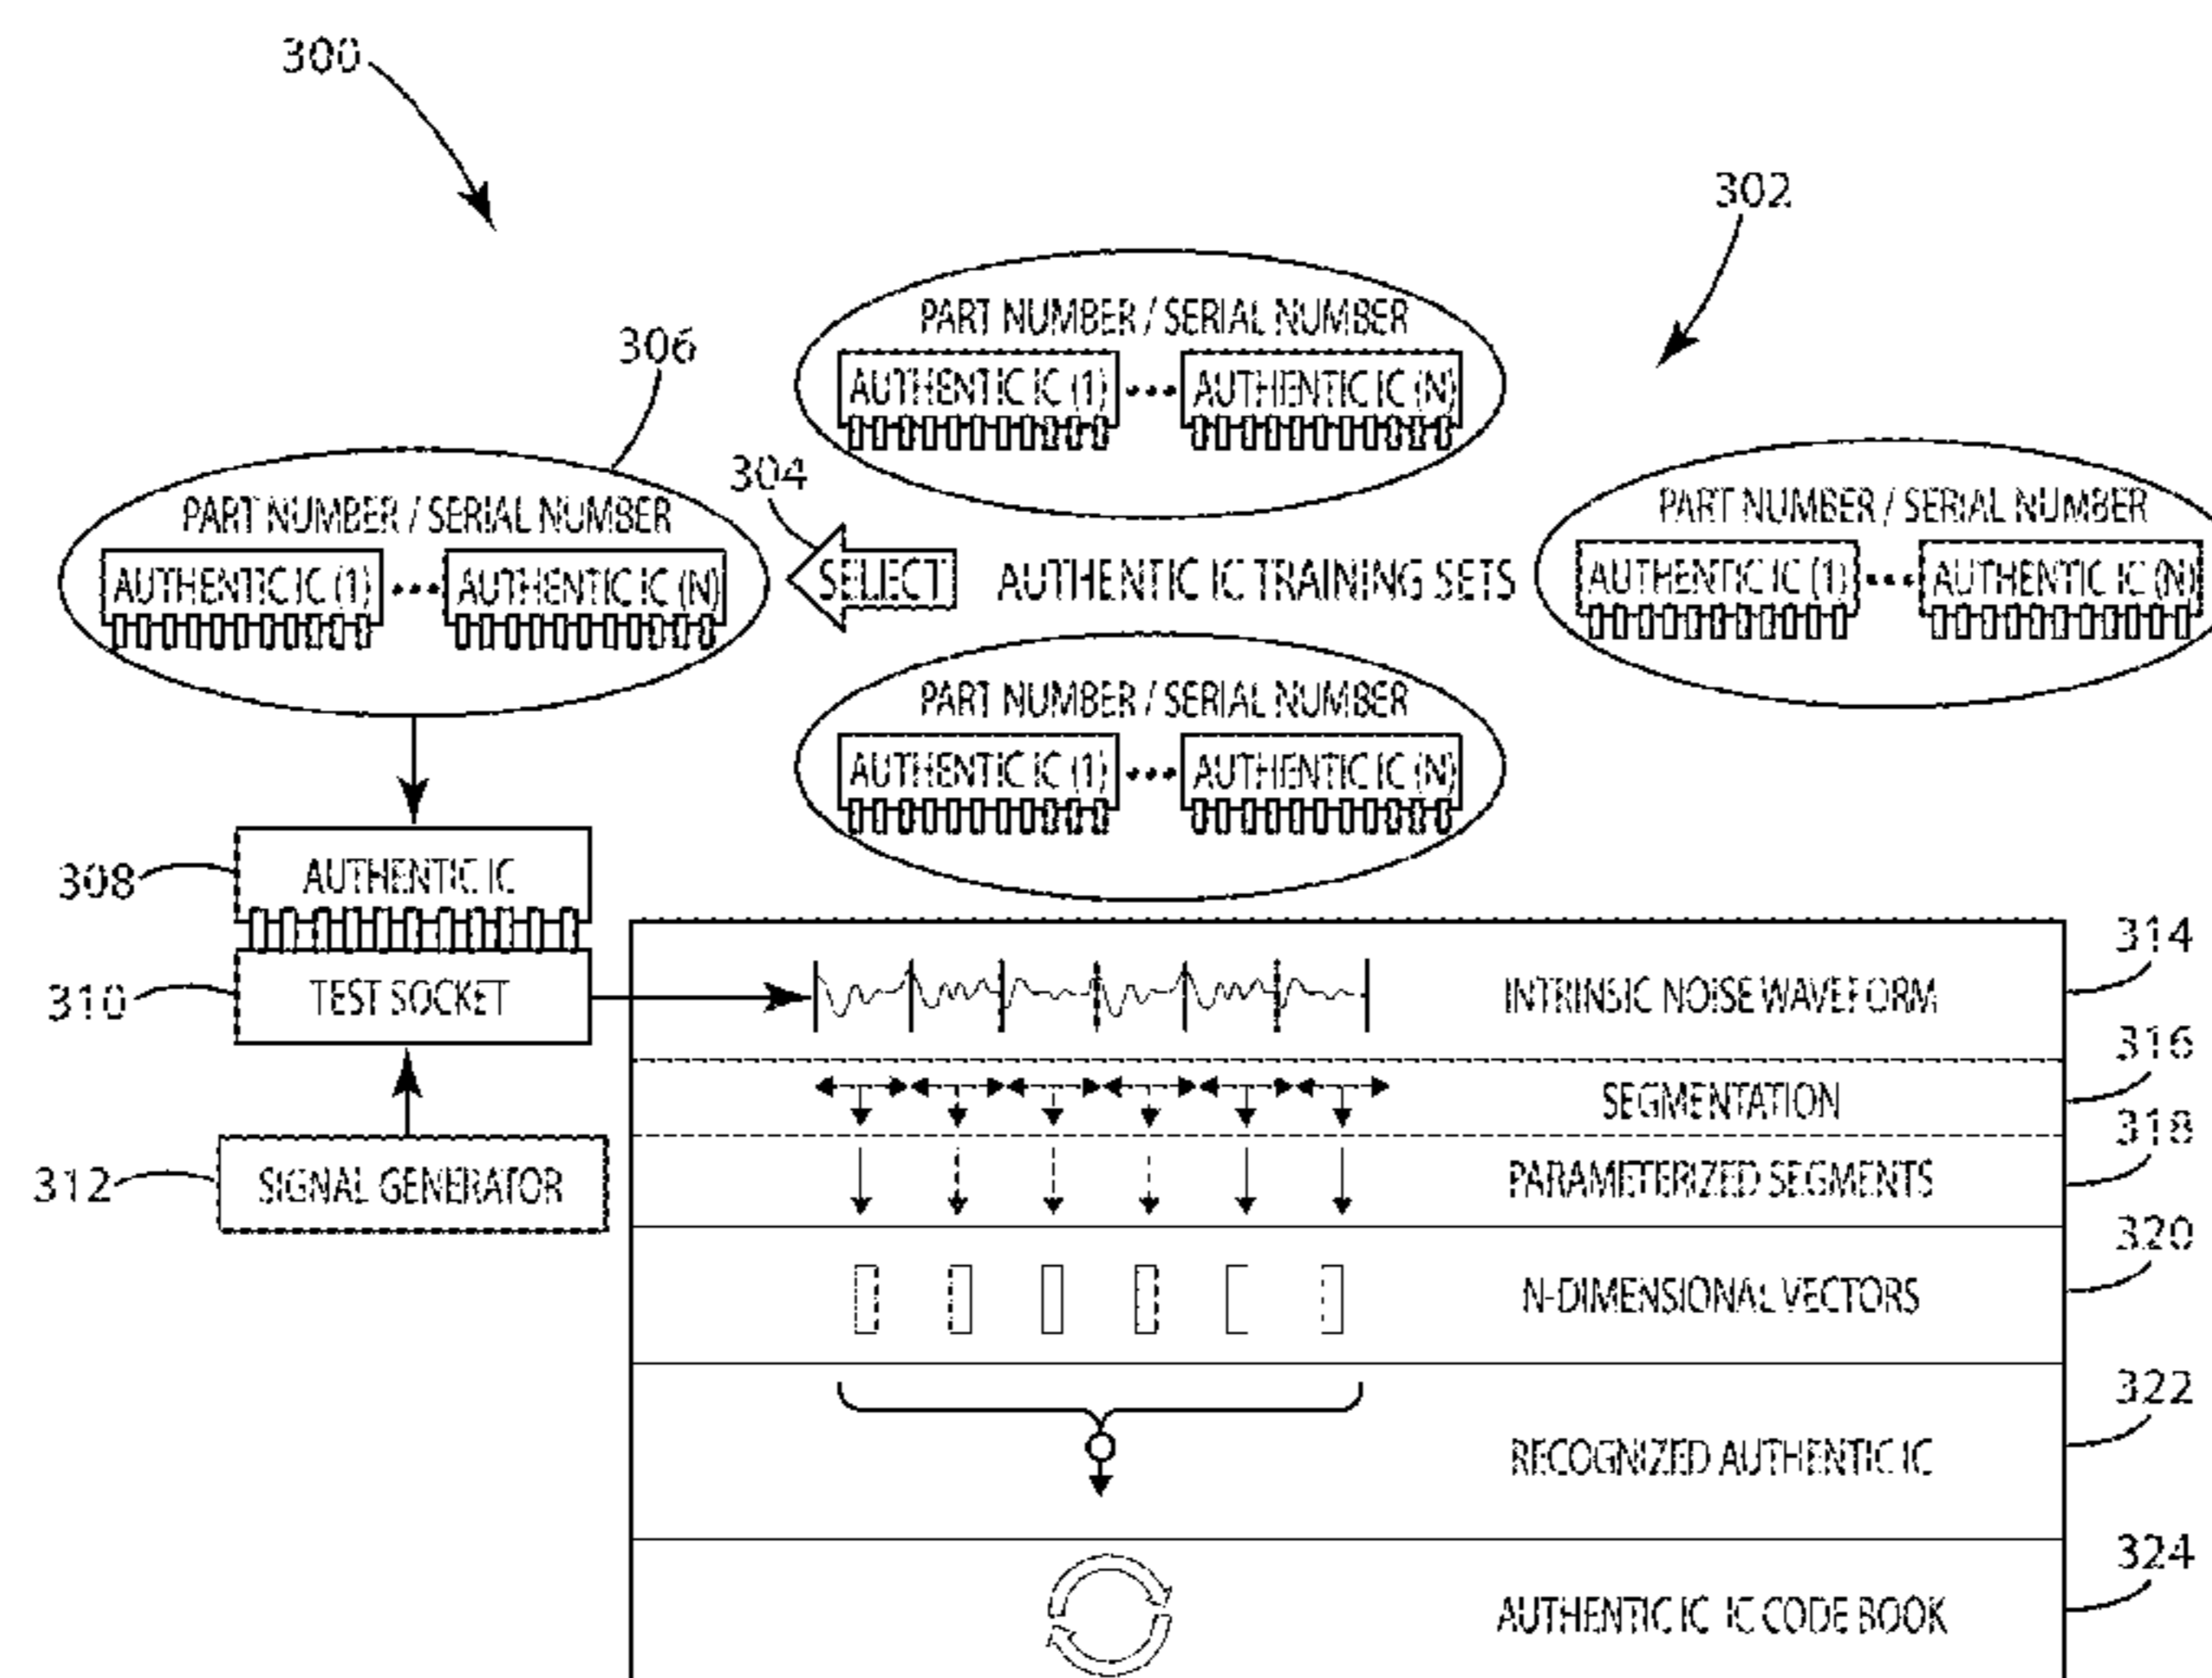 300
302
PART NUMBER / SERIAL NUMBER
AUTHENTIC IC (1) ••• AUTHENTIC IC (N)
306
304
PART NUMBER / SERIAL NUMBER
AUTHENTIC IC (1) ••• AUTHENTIC IC (N)
SELECT
AUTHENTIC IC TRAINING SETS
PART NUMBER / SERIAL NUMBER
AUTHENTIC IC (1) ••• AUTHENTIC IC (N)
PART NUMBER / SERIAL NUMBER
AUTHENTIC IC (1) ••• AUTHENTIC IC (N)
308
AUTHENTIC IC
310
TEST SOCKET
312
SIGNAL GENERATOR
INTRINSIC NOISE WAVEFORM
314
SEGMENTATION
316
PARAMETERIZED SEGMENTS
318
N-DIMENSIONAL VECTORS
320
RECOGNIZED AUTHENTIC IC
322
AUTHENTIC IC IC CODE BOOK
324